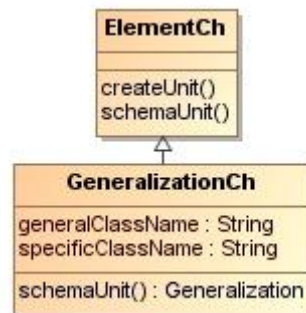 ElementCh
createUnit()
schemaUnit()
GeneralizationCh
generalClassName : String
specificClassName : String
schemaUnit() : Generalization